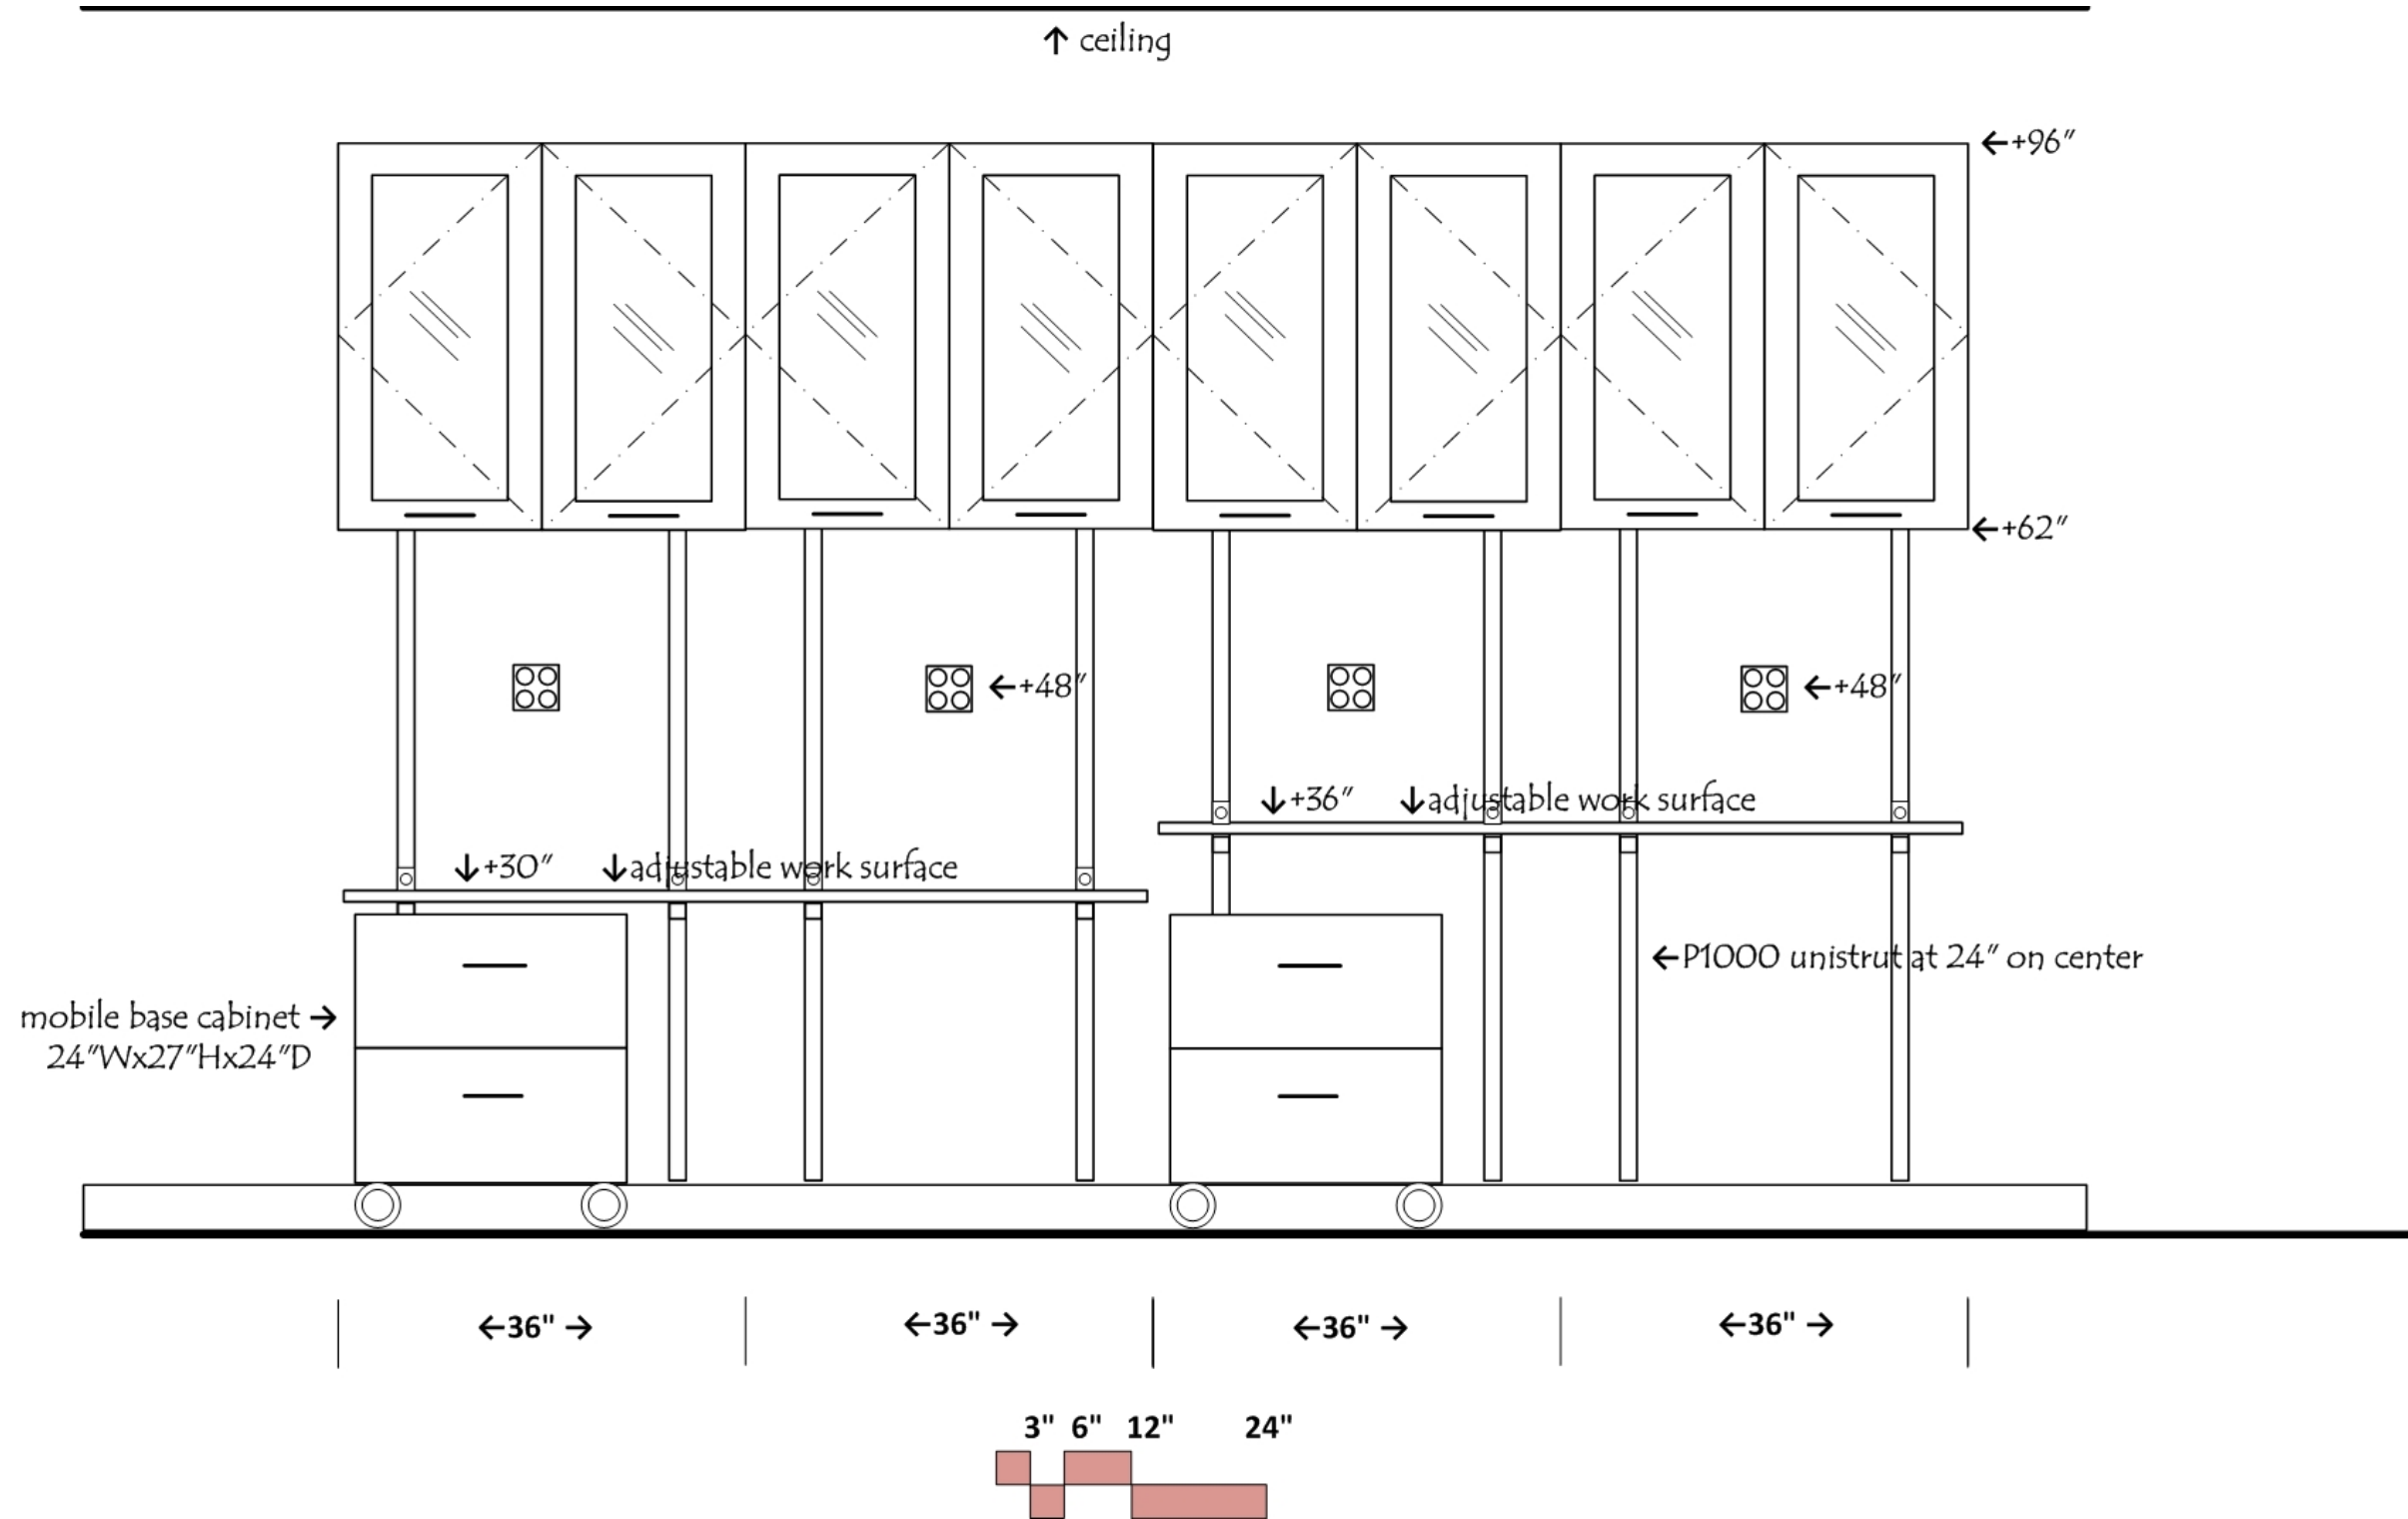 ↑ ceiling
←+96"
←+62"
←+48"
←+48"
↓+36" ↓adjustable work surface
↓+30" ↓adjustable work surface
←P1000 unistrut at 24" on center
mobile base cabinet →
24"Wx27"Hx24"D
←36" → ←36" → ←36" → ←36" →
3" 6" 12" 24"